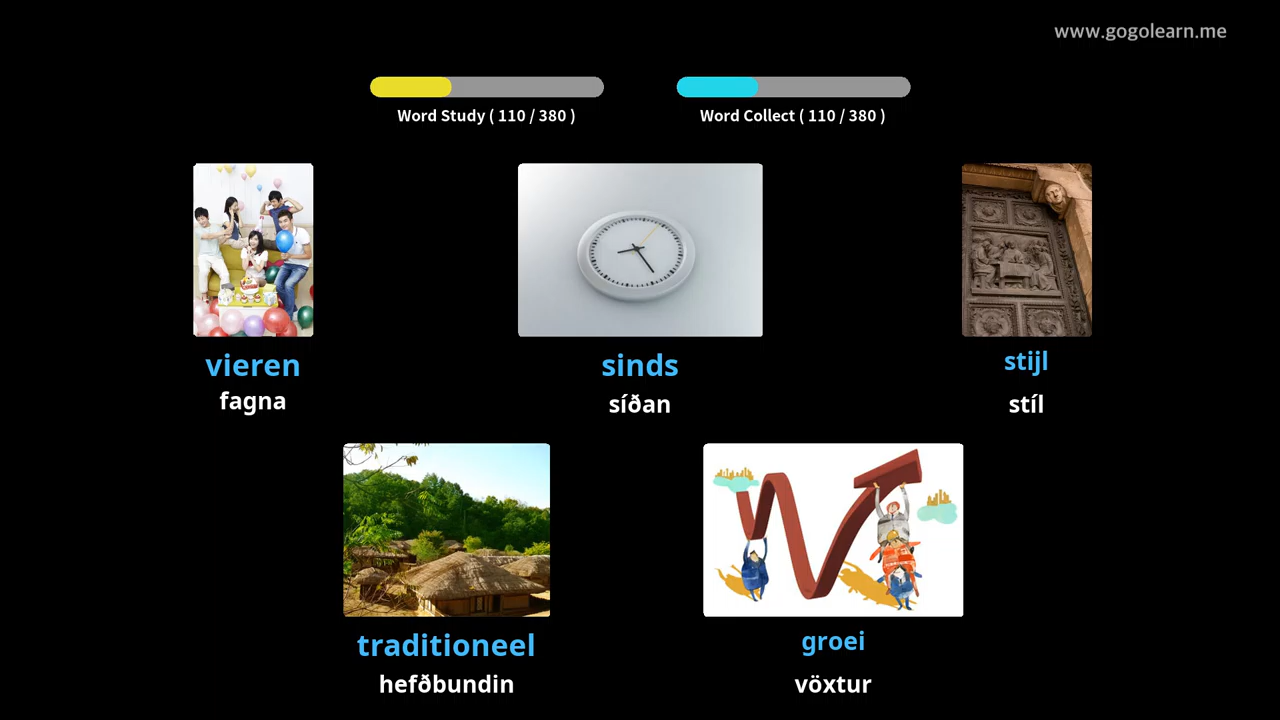 www.gogolearn.me
Word Study ( 110 / 380 )
Word Collect ( 110 / 380 )
vieren
fagna
sinds
síðan
stijl
stíl
traditioneel
hefðbundin
groei
vöxtur